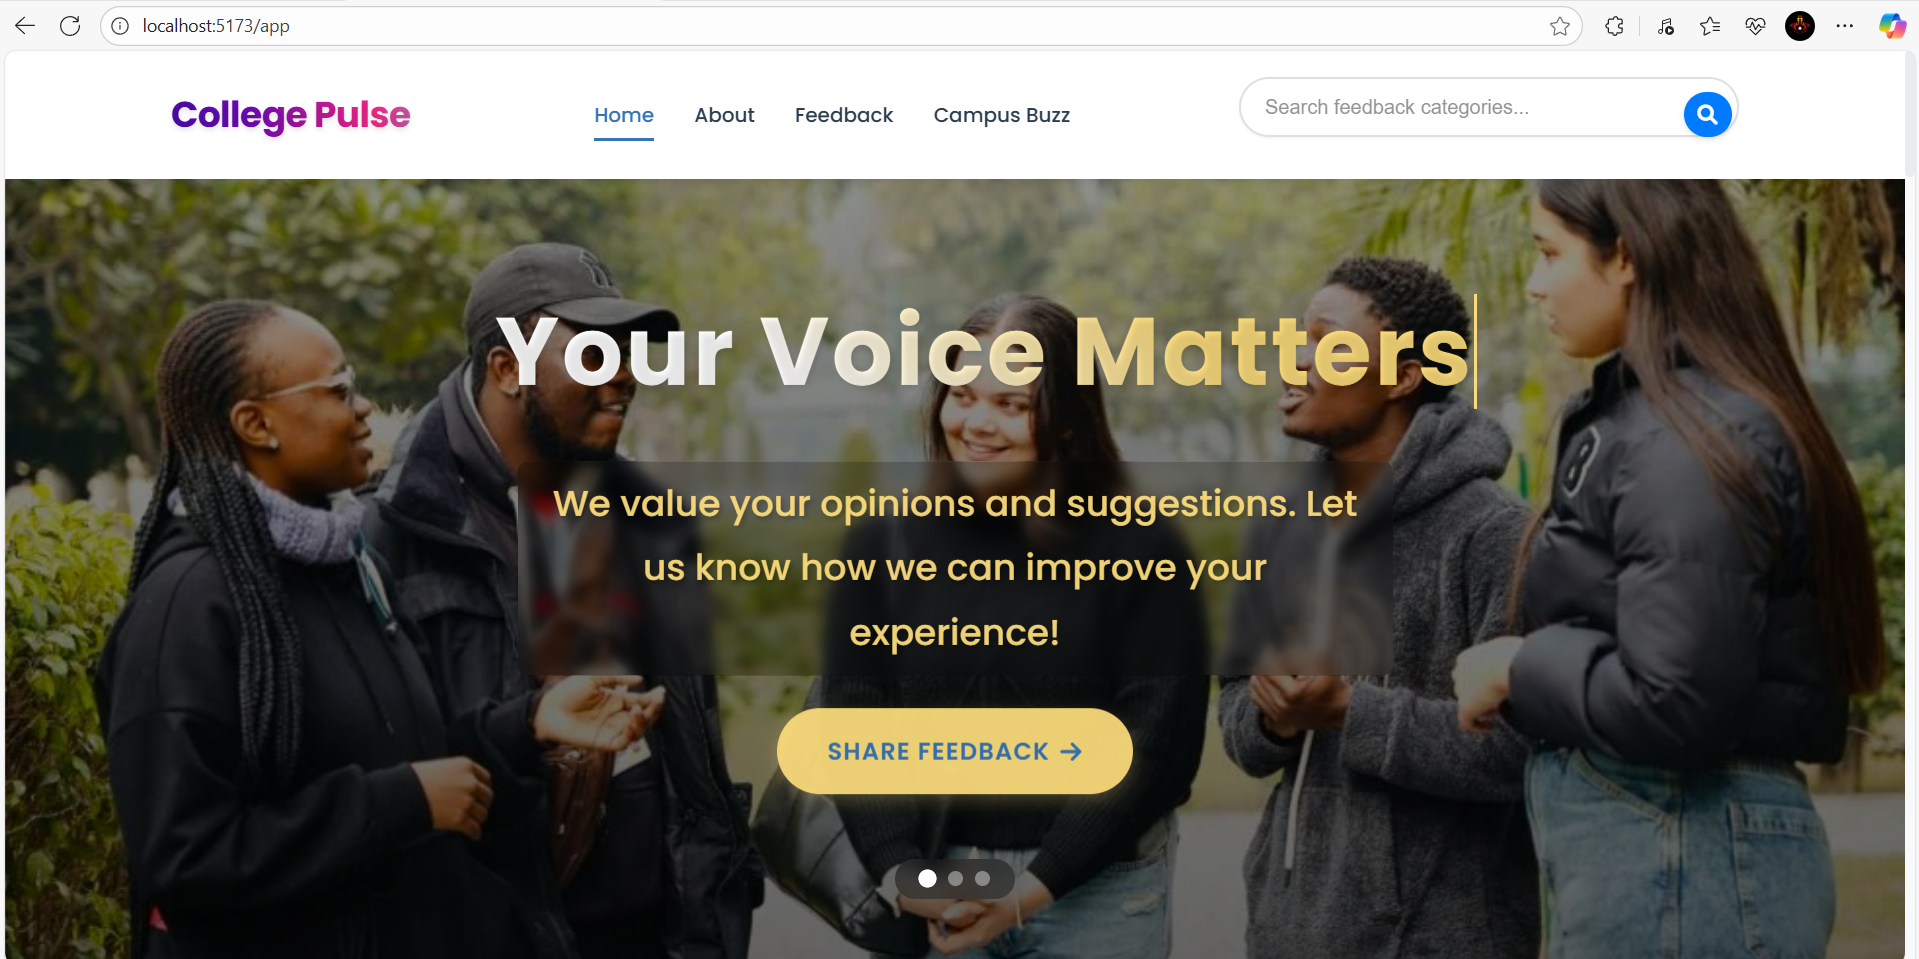 localhost:5173/app
College Pulse
Home About Feedback Campus Buzz
Search feedback categories...
Your Voice Matters
We value your opinions and suggestions. Let
us know how we can improve your
experience!
SHARE FEEDBACK →